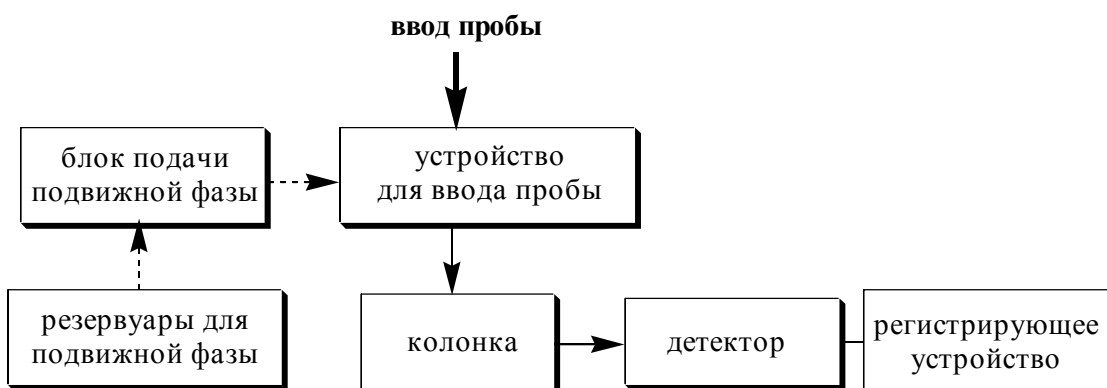 ввод пробы
блок подачи
подвижной фазы
устройство
для ввода пробы
резервуары для
подвижной фазы
колонка
детектор
регистрирующее
устройство